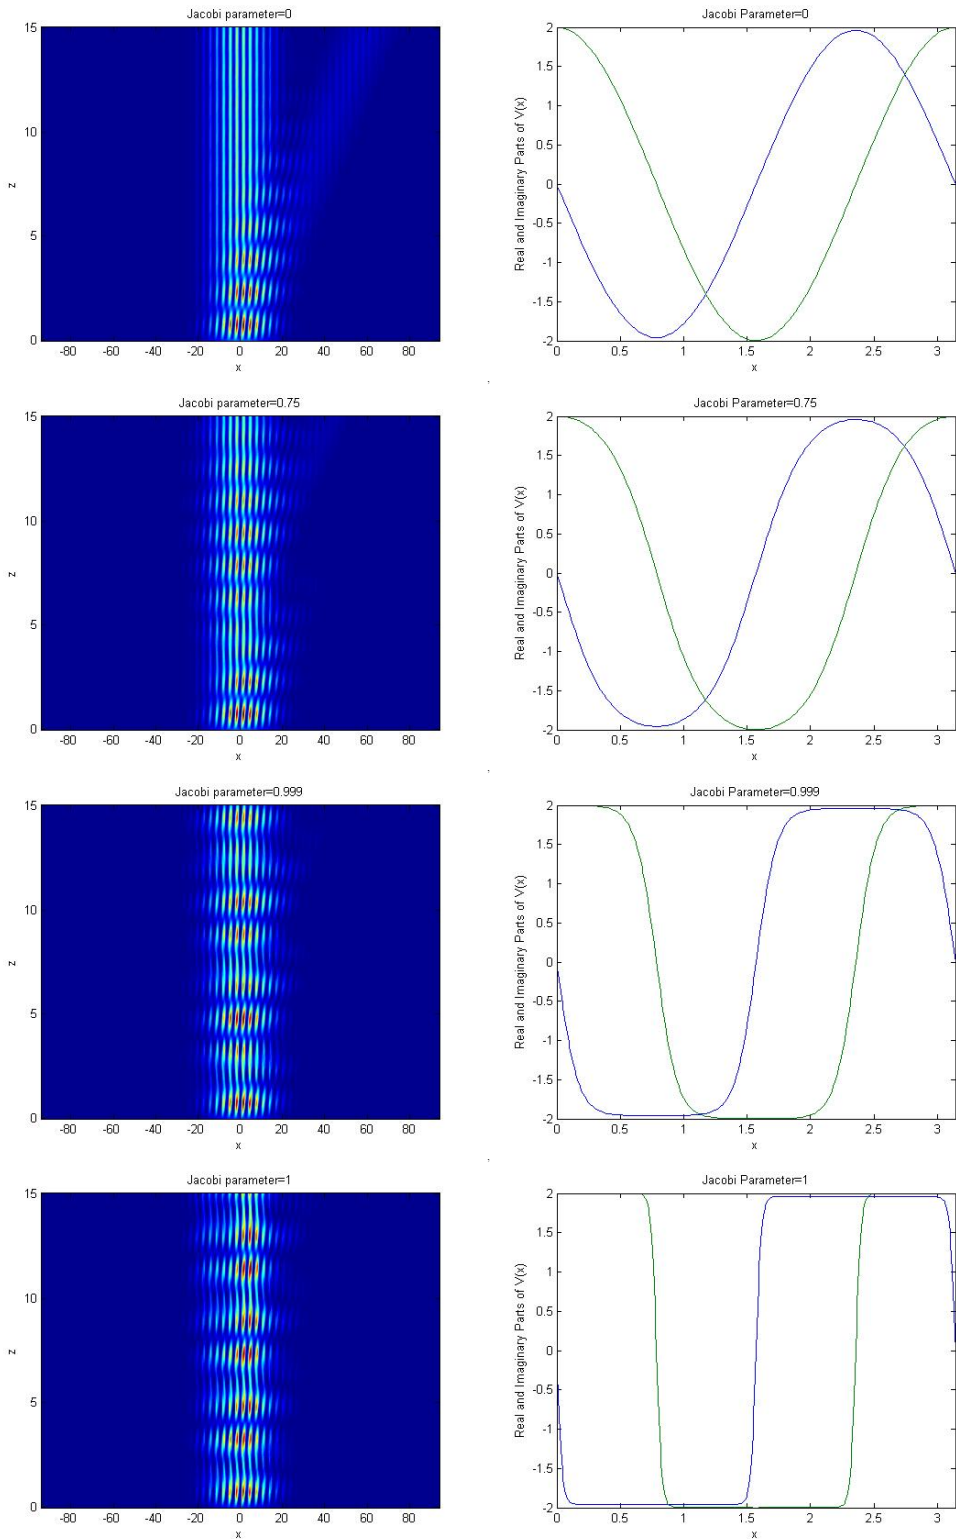 Jacobi parameter=0
15
10
z
5
0
-80 -60 -40 -20 0 20 40 60 80
x
Jacobi Parameter=0
Real and Imaginary Parts of V(x)
2
1.5
1
0.5
0
-0.5
-1
-1.5
-2
0 0.5 1 1.5 2 2.5 3
x
Jacobi parameter=0.75
15
10
z
5
0
-80 -60 -40 -20 0 20 40 60 80
x
Jacobi Parameter=0.75
Real and Imaginary Parts of V(x)
2
1.5
1
0.5
0
-0.5
-1
-1.5
-2
0 0.5 1 1.5 2 2.5 3
x
Jacobi parameter=0.999
15
10
z
5
0
-80 -60 -40 -20 0 20 40 60 80
x
Jacobi Parameter=0.999
Real and Imaginary Parts of V(x)
2
1.5
1
0.5
0
-0.5
-1
-1.5
-2
0 0.5 1 1.5 2 2.5 3
x
Jacobi parameter=1
15
10
z
5
0
-80 -60 -40 -20 0 20 40 60 80
x
Jacobi Parameter=1
Real and Imaginary Parts of V(x)
2
1.5
1
0.5
0
-0.5
-1
-1.5
-2
0 0.5 1 1.5 2 2.5 3
x